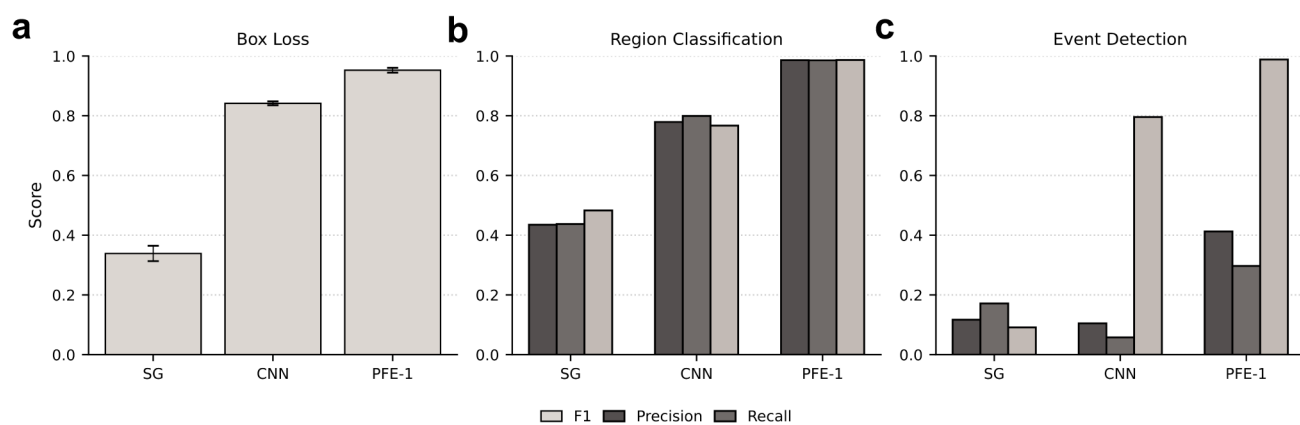 a
b
c
Box Loss
Region Classification
Event Detection
Score
1.0
0.8
0.6
0.4
0.2
0.0
SG
CNN
PFE-1
1.0
0.8
0.6
0.4
0.2
0.0
SG
CNN
PFE-1
1.0
0.8
0.6
0.4
0.2
0.0
SG
CNN
PFE-1
F1 Precision Recall